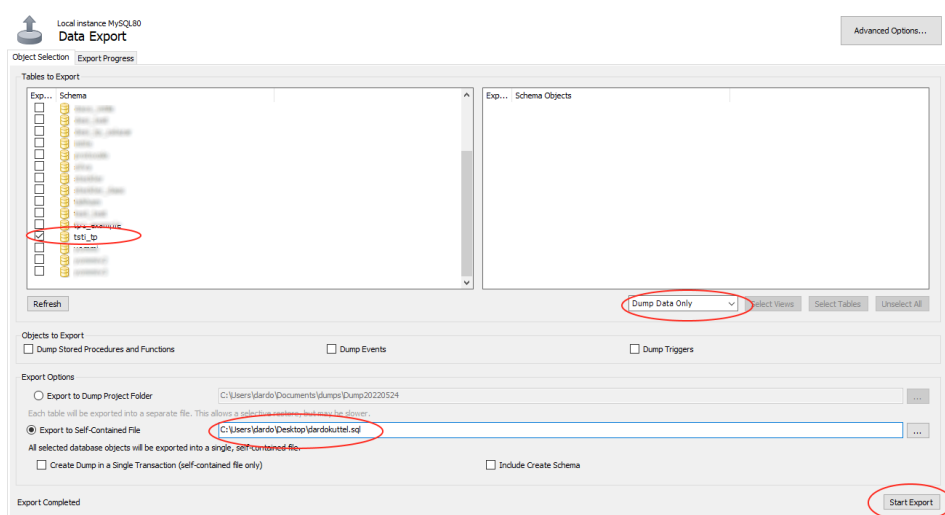 Local instance MySQL80
Data Export
Advanced Options...
Object Selection Export Progress
Tables to Export
Exp... Schema
Exp... Schema Objects
tps_example
tsti_tp
Refresh
Dump Data Only
Select Views Select Tables Unselect All
Objects to Export
Dump Stored Procedures and Functions Dump Events Dump Triggers
Export Options
Export to Dump Project Folder C:\Users\dardo\Documents\dumps\Dump20220524 ...
Each table will be exported into a separate file. This allows a selective restore, but may be slower.
Export to Self-Contained File C:\Users\dardo\Desktop\dardokuttel.sql ...
All selected database objects will be exported into a single, self-contained file.
Create Dump in a Single Transaction (self-contained file only) Include Create Schema
Export Completed Start Export